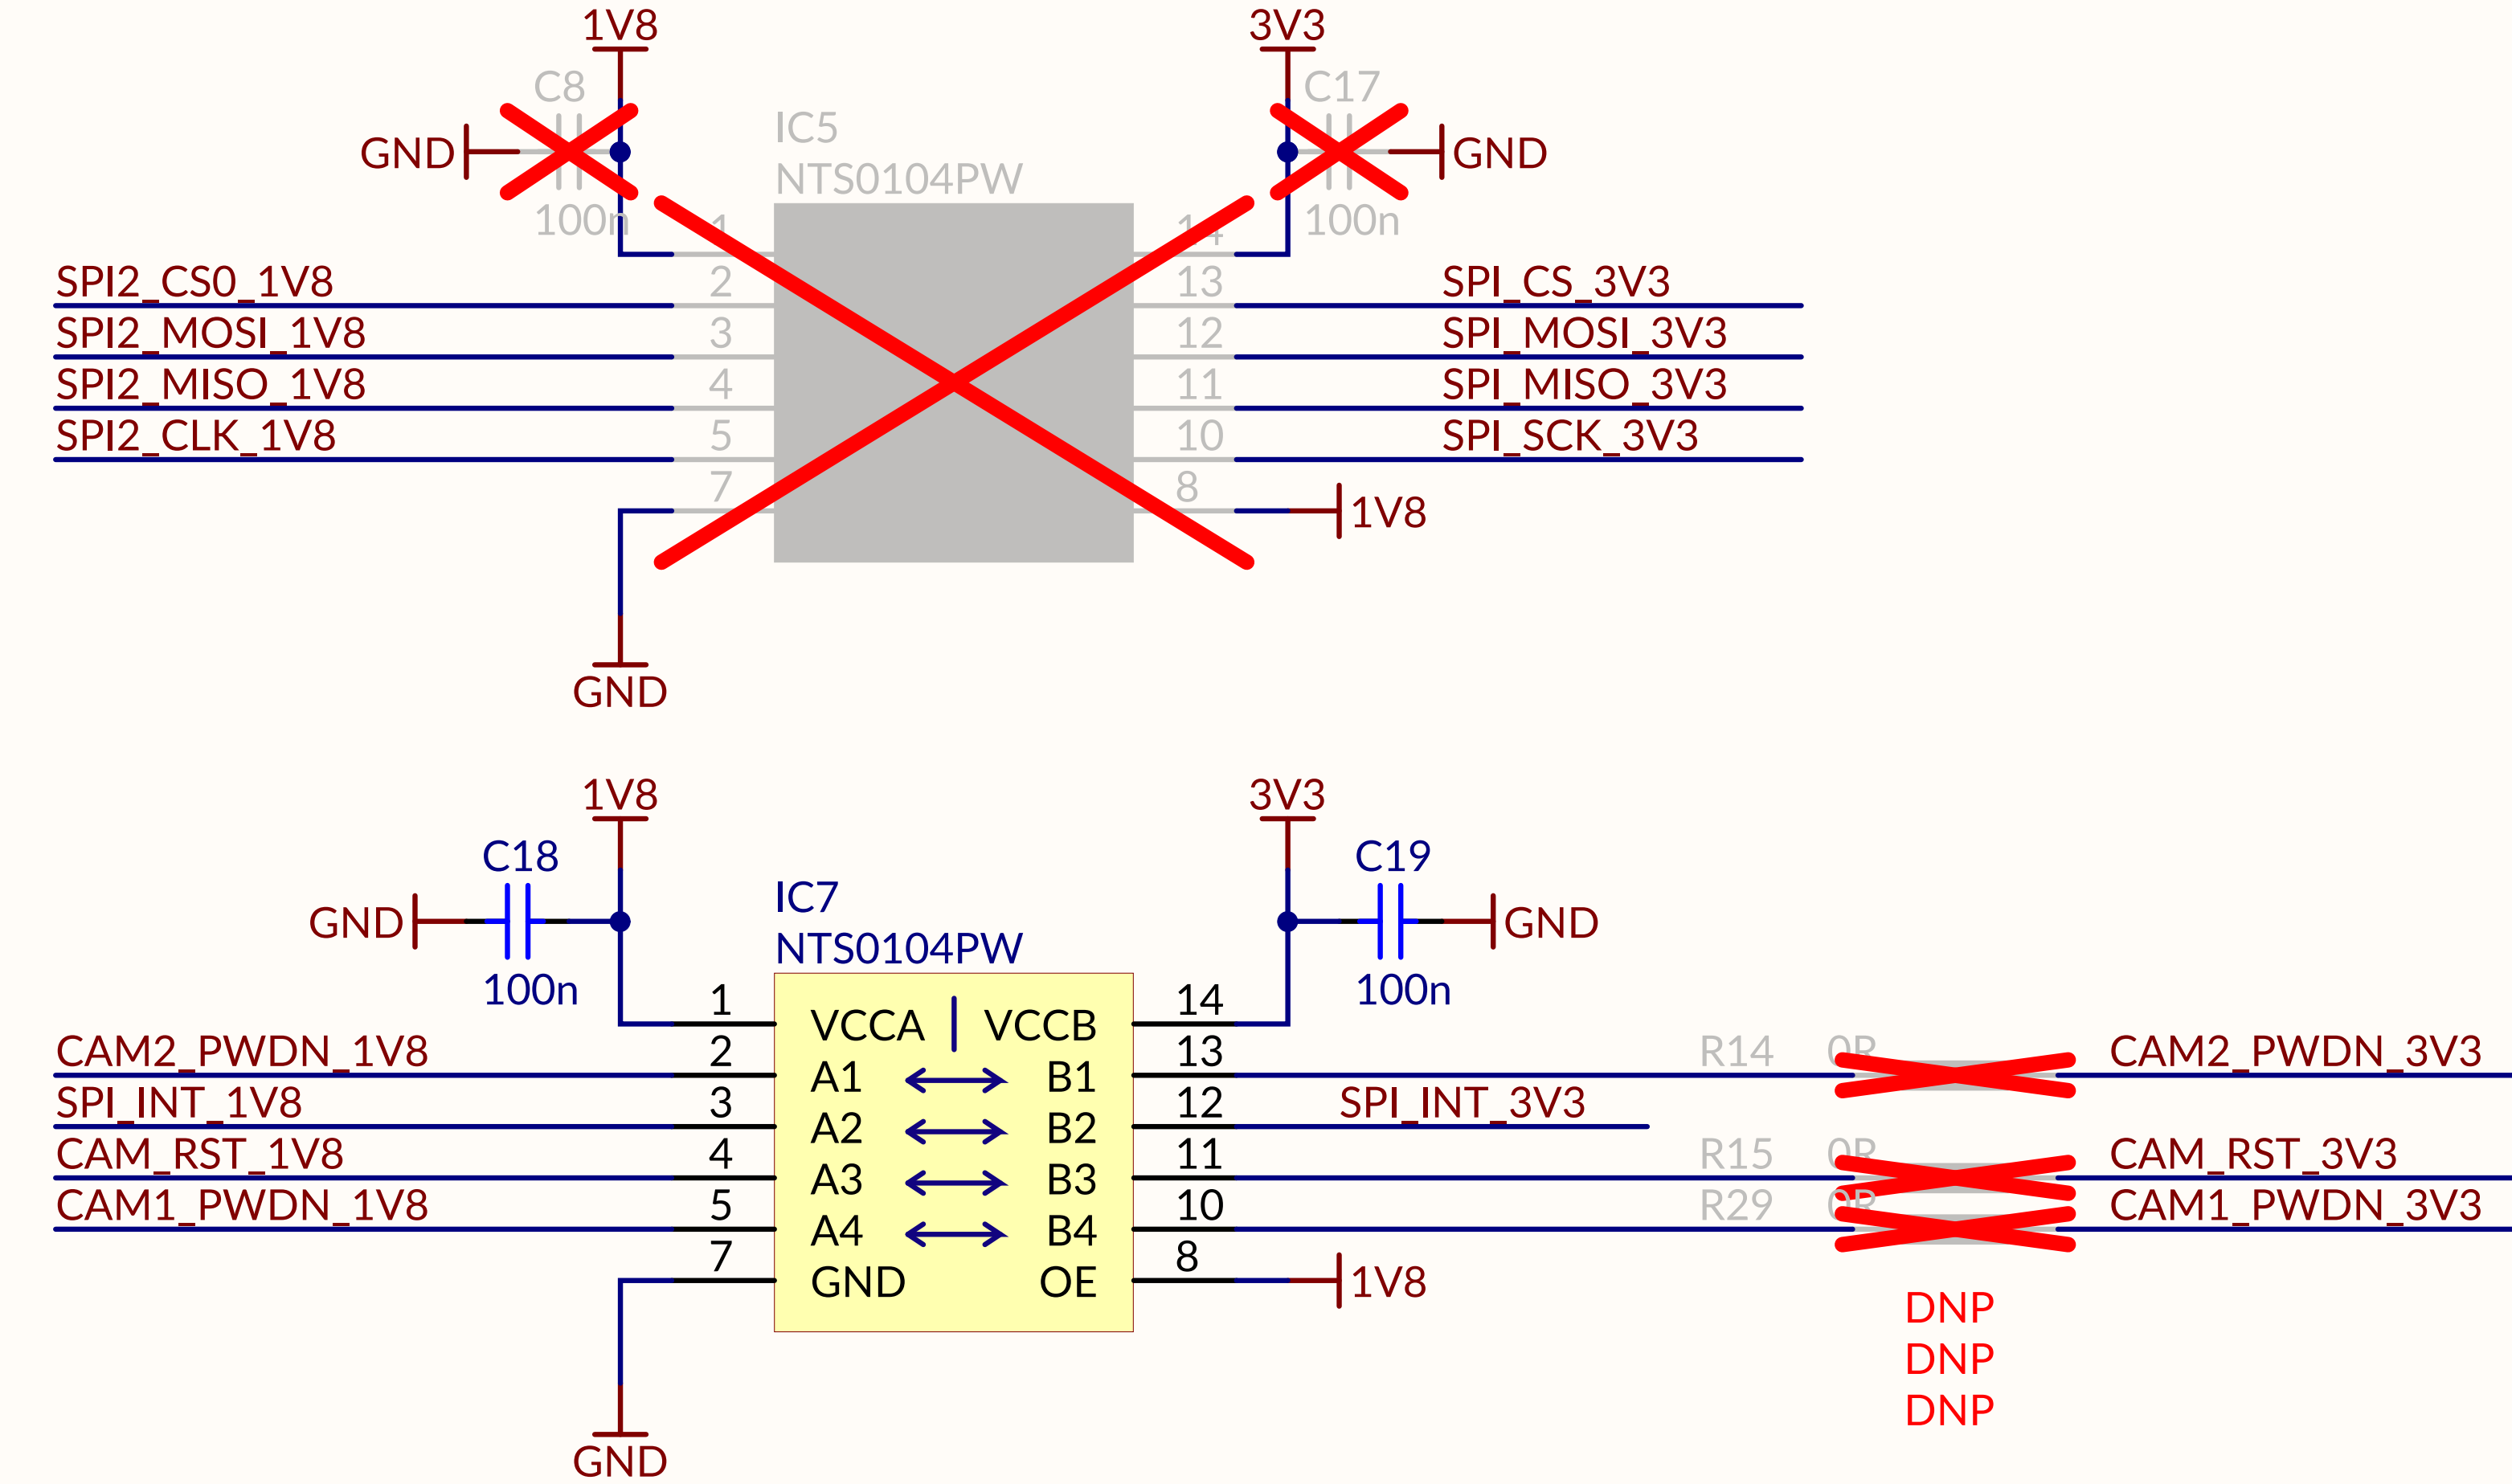 1V8
3V3
C8
C17
GND
GND
IC5
NTS0104PW
100n
100n
1
14
SPI2_CS0_1V8
2
13
SPI_CS_3V3
SPI2_MOSI_1V8
3
12
SPI_MOSI_3V3
SPI2_MISO_1V8
4
11
SPI_MISO_3V3
SPI2_CLK_1V8
5
10
SPI_SCK_3V3
7
8
1V8
GND
1V8
3V3
C18
C19
IC7
GND
GND
NTS0104PW
100n
100n
1
VCCA
VCCB
14
CAM2_PWDN_1V8
2
A1
B1
13
R14
0R
CAM2_PWDN_3V3
SPI_INT_1V8
3
A2
B2
12
SPI_INT_3V3
CAM_RST_1V8
4
A3
B3
11
R15
0R
CAM_RST_3V3
CAM1_PWDN_1V8
5
A4
B4
10
R29
0R
CAM1_PWDN_3V3
7
GND
OE
8
1V8
DNP
DNP
DNP
GND